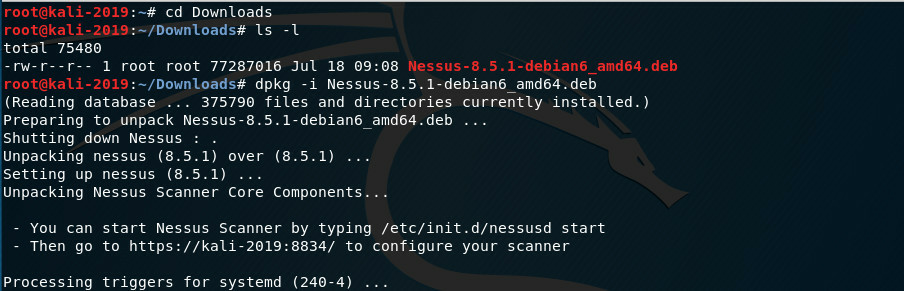 root@kali-2019:~# cd Downloads
root@kali-2019:~/Downloads# ls -l
total 75480
-rw-r--r-- 1 root root 77287016 Jul 18 09:08 Nessus-8.5.1-debian6_amd64.deb
root@kali-2019:~/Downloads# dpkg -i Nessus-8.5.1-debian6_amd64.deb
(Reading database ... 375790 files and directories currently installed.)
Preparing to unpack Nessus-8.5.1-debian6_amd64.deb ...
Shutting down Nessus : .
Unpacking nessus (8.5.1) over (8.5.1) ...
Setting up nessus (8.5.1) ...
Unpacking Nessus Scanner Core Components...

 - You can start Nessus Scanner by typing /etc/init.d/nessusd start
 - Then go to https://kali-2019:8834/ to configure your scanner

Processing triggers for systemd (240-4) ...